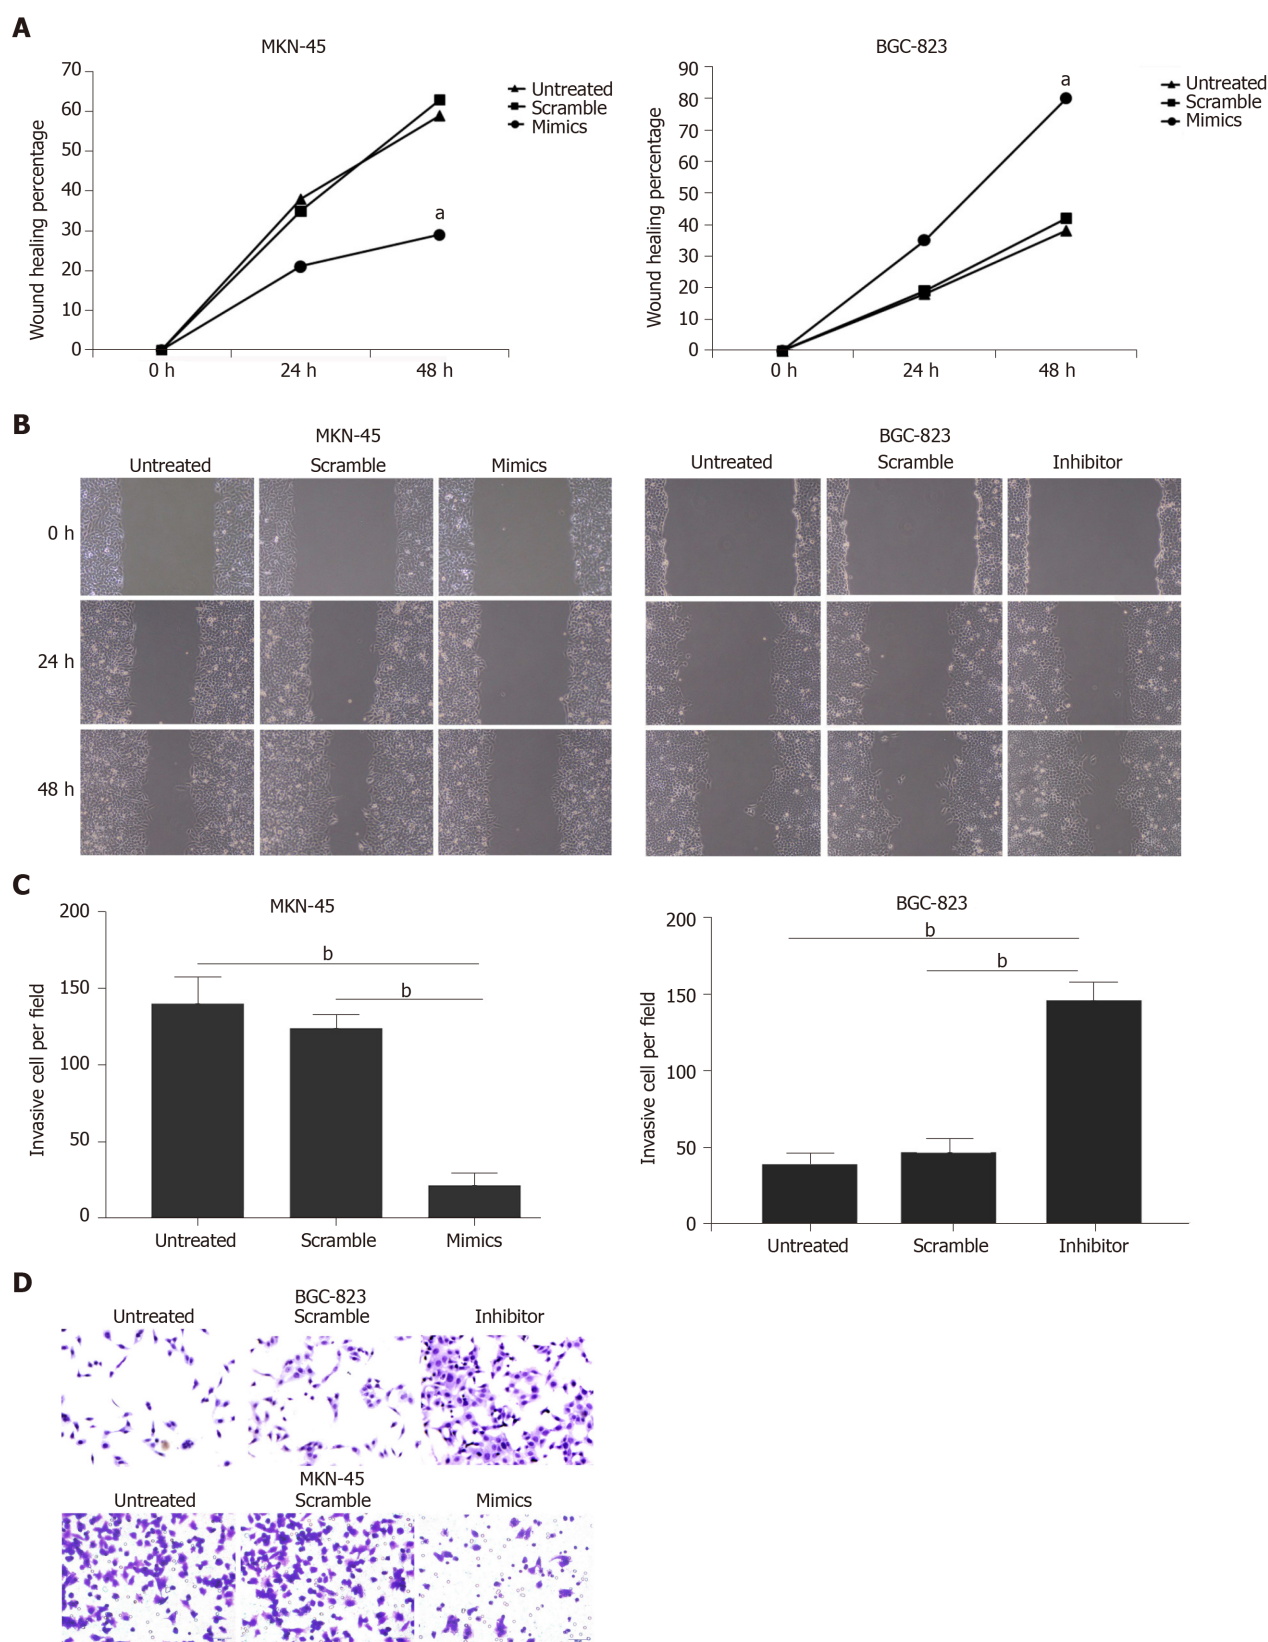 A
MKN-45
70
60
50
40
30
20
10
0
Wound healing percentage
0 h 24 h 48 h
a
Untreated
Scramble
Mimics
BGC-823
90
80
70
60
50
40
30
20
10
0
Wound healing percentage
0 h 24 h 48 h
a
Untreated
Scramble
Mimics
B
MKN-45
Untreated Scramble Mimics
BGC-823
Untreated Scramble Inhibitor
0 h
24 h
48 h
C
MKN-45
200
150
100
50
0
Invasive cell per field
b
b
Untreated Scramble Mimics
BGC-823
200
150
100
50
0
Invasive cell per field
b
b
Untreated Scramble Inhibitor
D
BGC-823
Untreated Scramble Inhibitor
MKN-45
Untreated Scramble Mimics